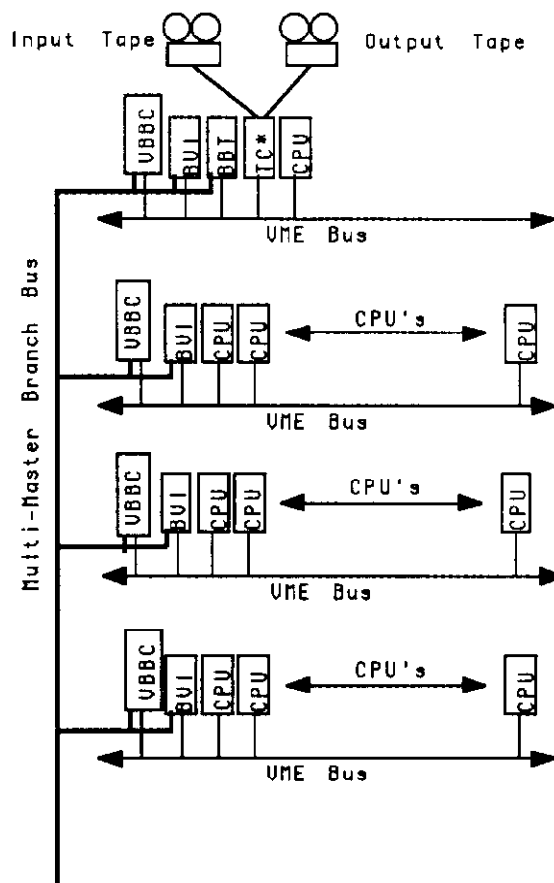 Input Tape
Output Tape
VBBC
BVI
BBT
TC*
CPU
VME Bus
Multi-Master Branch Bus
VBBC
BVI
CPU
CPU
CPU's
CPU
VME Bus
VBBC
BVI
CPU
CPU
CPU's
CPU
VME Bus
VBBC
BVI
CPU
CPU
CPU's
CPU
VME Bus